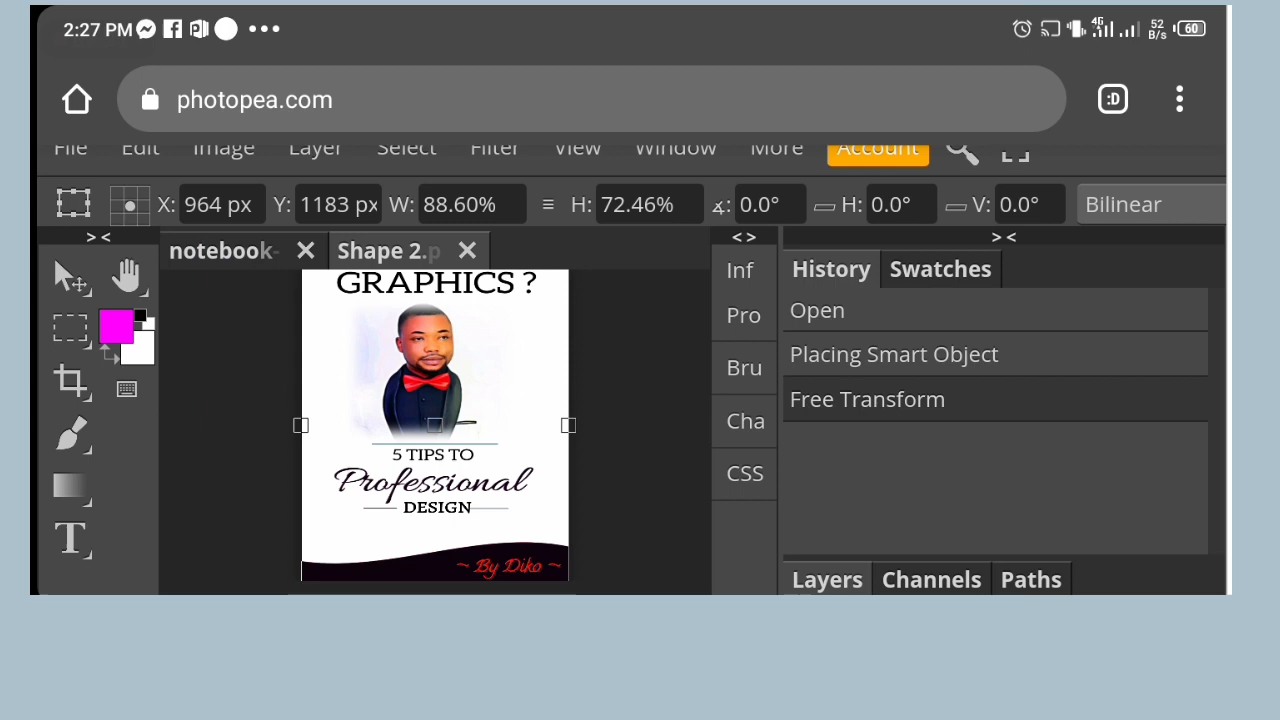 2:27 PM
4G
52
B/s
60
photopea.com
:D
File Edit Image Layer Select Filter View Window More Account
X: 964 px Y: 1183 px W: 88.60% H: 72.46% 0.0° H: 0.0° V: 0.0° Bilinear
> < < > > <
notebook- Shape 2.p
Inf
Pro
Bru
Cha
CSS
History Swatches
Open
Placing Smart Object
Free Transform
Layers Channels Paths
T
GRAPHICS ?
5 TIPS TO
Professional
DESIGN
~ By Diko ~